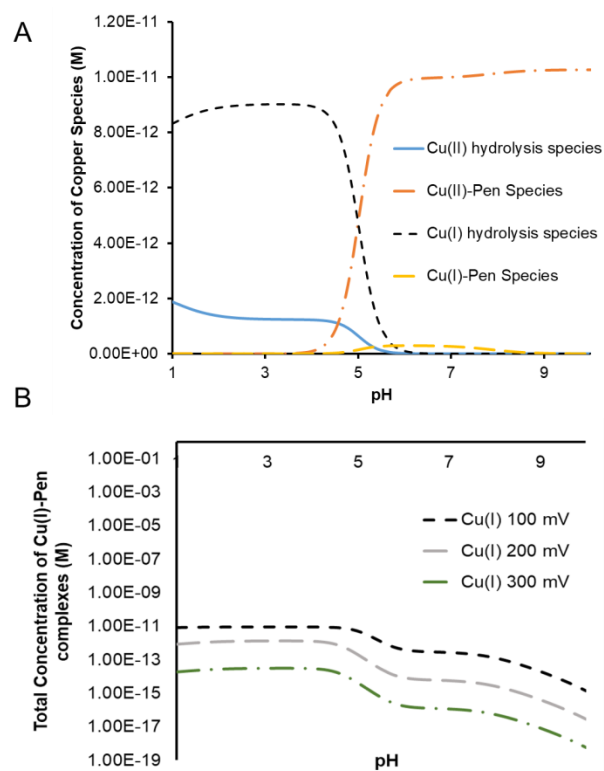 A
Concentration of Copper Species (M)
1.20E-11
1.00E-11
8.00E-12
6.00E-12
4.00E-12
2.00E-12
0.00E+00
1 3 5 7 9
pH
Cu(II) hydrolysis species
Cu(II)-Pen Species
Cu(I) hydrolysis species
Cu(I)-Pen Species
B
Total Concentration of Cu(I)-Pen
complexes (M)
1.00E-01
1.00E-03
1.00E-05
1.00E-07
1.00E-09
1.00E-11
1.00E-13
1.00E-15
1.00E-17
1.00E-19
1 3 5 7 9
Cu(I) 100 mV
Cu(I) 200 mV
Cu(I) 300 mV
pH